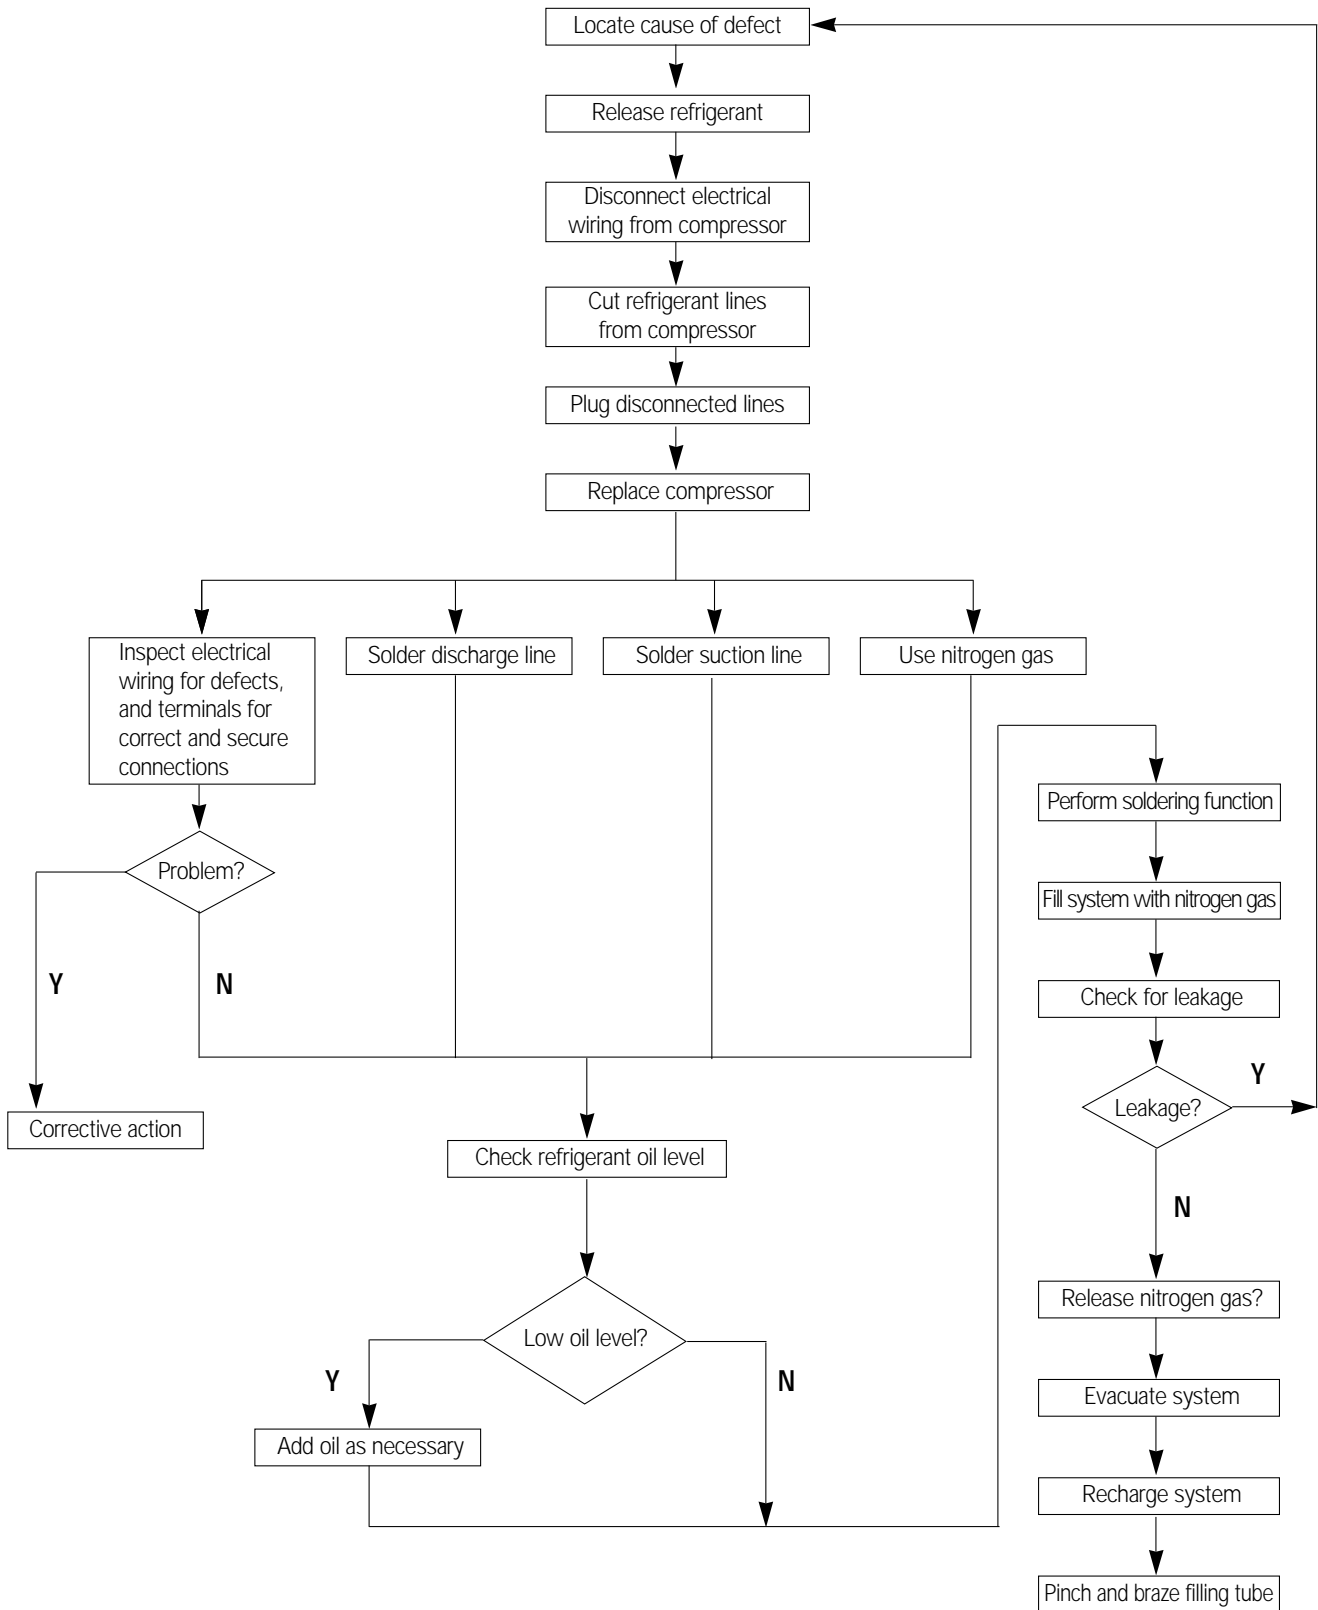 Locate cause of defect
Release refrigerant
Disconnect electrical
wiring from compressor
Cut refrigerant lines
from compressor
Plug disconnected lines
Replace compressor
Inspect electrical
wiring for defects,
and terminals for
correct and secure
connections
Solder discharge line
Solder suction line
Use nitrogen gas
Problem?
Y
N
Corrective action
Check refrigerant oil level
Low oil level?
Y
N
Add oil as necessary
Perform soldering function
Fill system with nitrogen gas
Check for leakage
Leakage?
Y
N
Release nitrogen gas?
Evacuate system
Recharge system
Pinch and braze filling tube